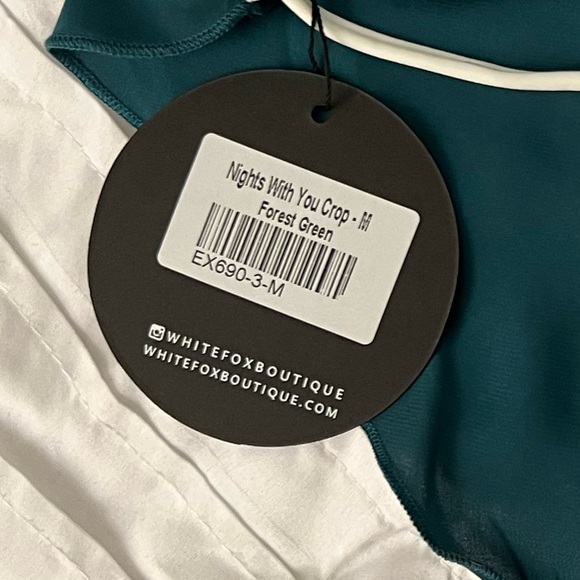 Nights With You Crop - M
Forest Green
EX690-3-M
WHITEFOXBOUTIQUE
WHITEFOXBOUTIQUE.COM